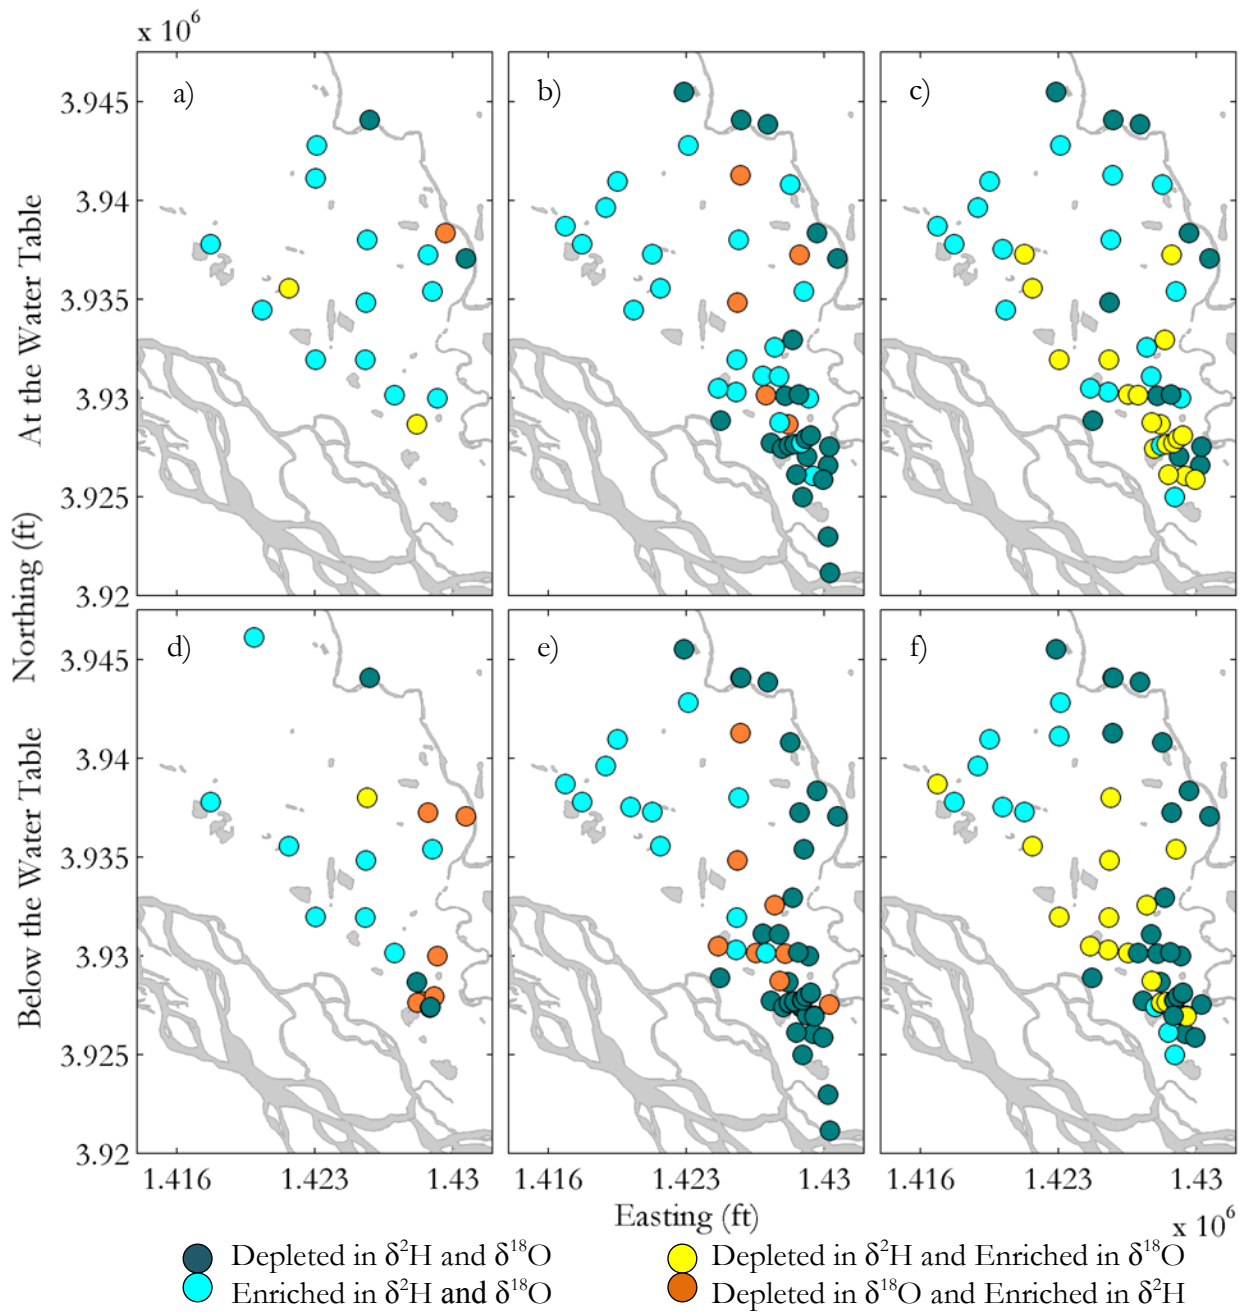 x 10⁶
a)
b)
c)
3.945
3.94
3.935
3.93
3.925
3.92
At the Water Table
Northing (ft)
d)
e)
f)
3.945
3.94
3.935
3.93
3.925
3.92
Below the Water Table
1.416 1.423 1.43
1.416 1.423 1.43
1.416 1.423 1.43
Easting (ft)
x 10⁶
Depleted in δ²H and δ¹⁸O
Enriched in δ²H and δ¹⁸O
Depleted in δ²H and Enriched in δ¹⁸O
Depleted in δ¹⁸O and Enriched in δ²H